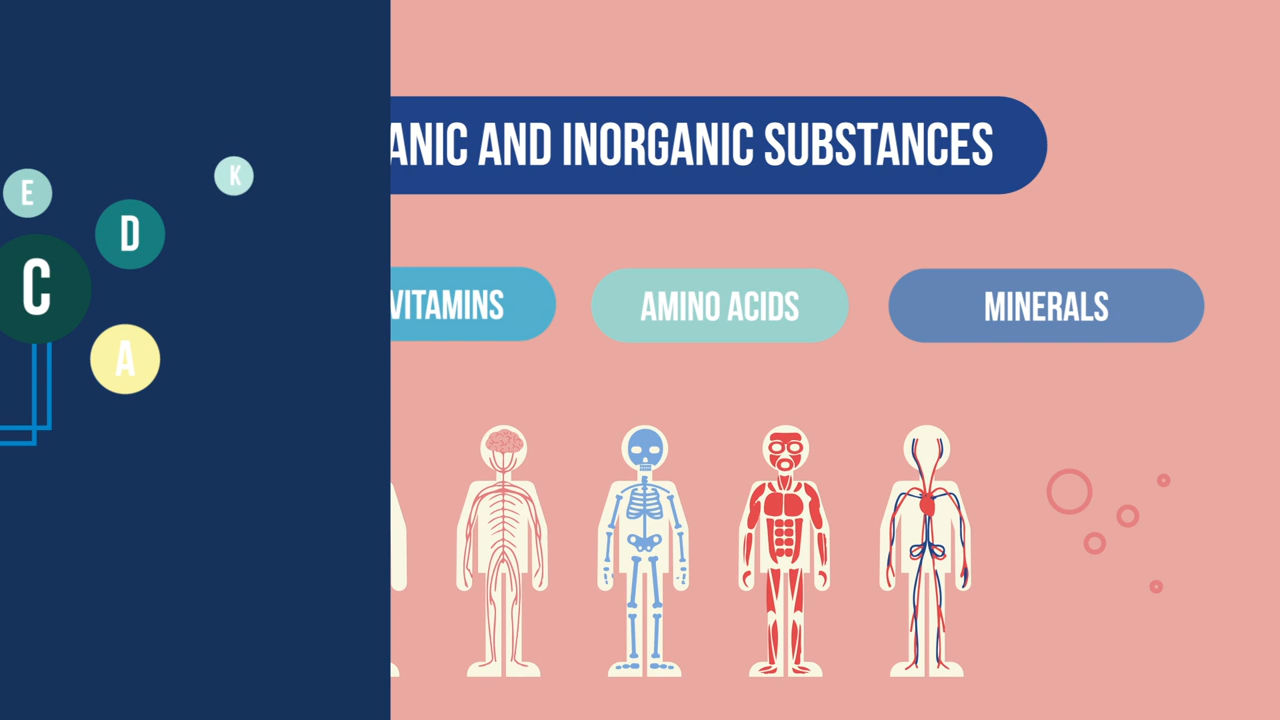 K
E
D
C
A
ANIC AND INORGANIC SUBSTANCES
VITAMINS
AMINO ACIDS
MINERALS